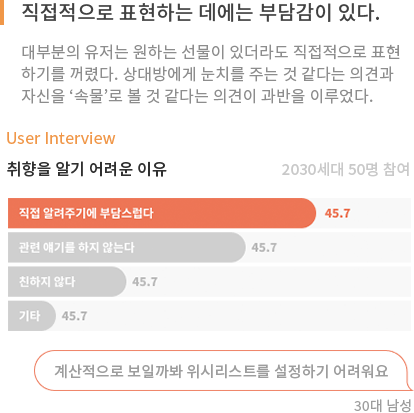 직접적으로 표현하는 데에는 부담감이 있다.
대부분의 유저는 원하는 선물이 있더라도 직접적으로 표현
하기를 꺼렸다. 상대방에게 눈치를 주는 것 같다는 의견과
자신을 ‘속물’로 볼 것 같다는 의견이 과반을 이루었다.
User Interview
취향을 알기 어려운 이유 2030세대 50명 참여
직접 알려주기에 부담스럽다 45.7
관련 얘기를 하지 않는다 45.7
친하지 않다 45.7
기타 45.7
계산적으로 보일까봐 위시리스트를 설정하기 어려워요
30대 남성